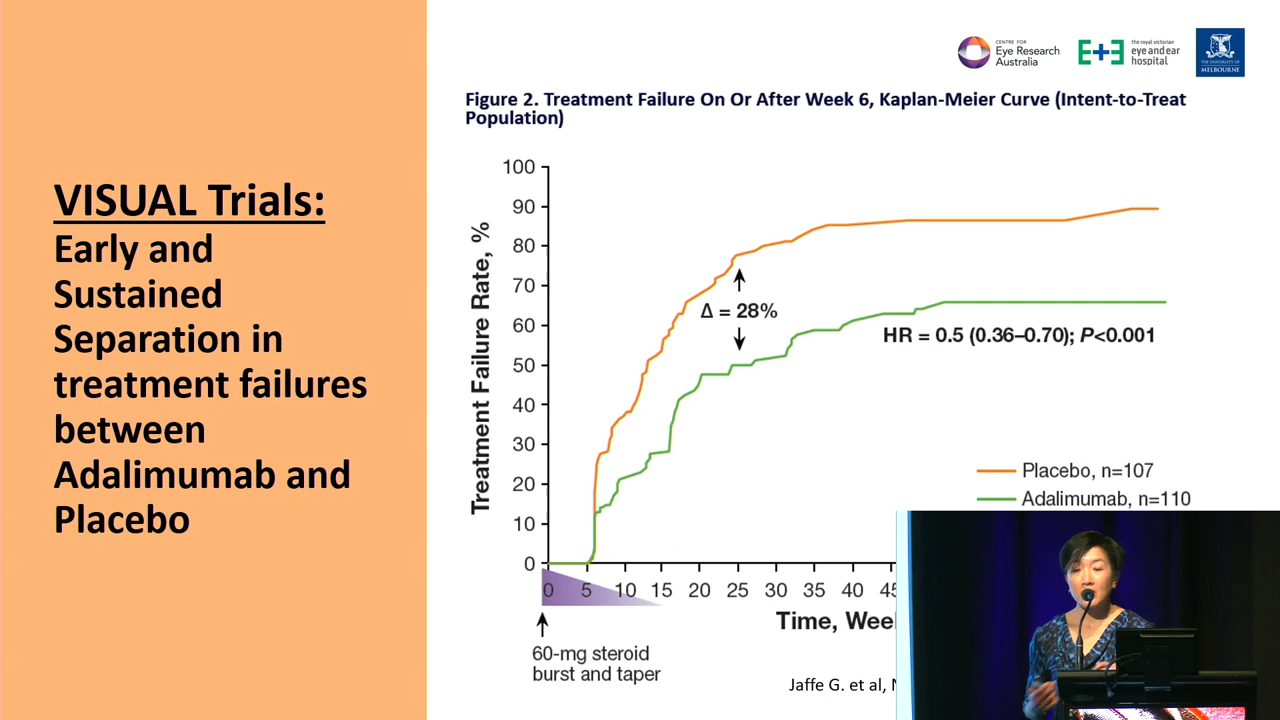 VISUAL Trials:
Early and
Sustained
Separation in
treatment failures
between
Adalimumab and
Placebo
CENTRE FOR
Eye Research
Australia
E+E
the royal victorian
eye and ear
hospital
THE UNIVERSITY OF
MELBOURNE
Figure 2. Treatment Failure On Or After Week 6, Kaplan-Meier Curve (Intent-to-Treat
Population)
Treatment Failure Rate, %
100
90
80
70
60
50
40
30
20
10
0
Δ = 28%
HR = 0.5 (0.36–0.70); P<0.001
Placebo, n=107
Adalimumab, n=110
0 5 10 15 20 25 30 35 40
Time,
60-mg steroid
burst and taper
Jaffe G. et al,